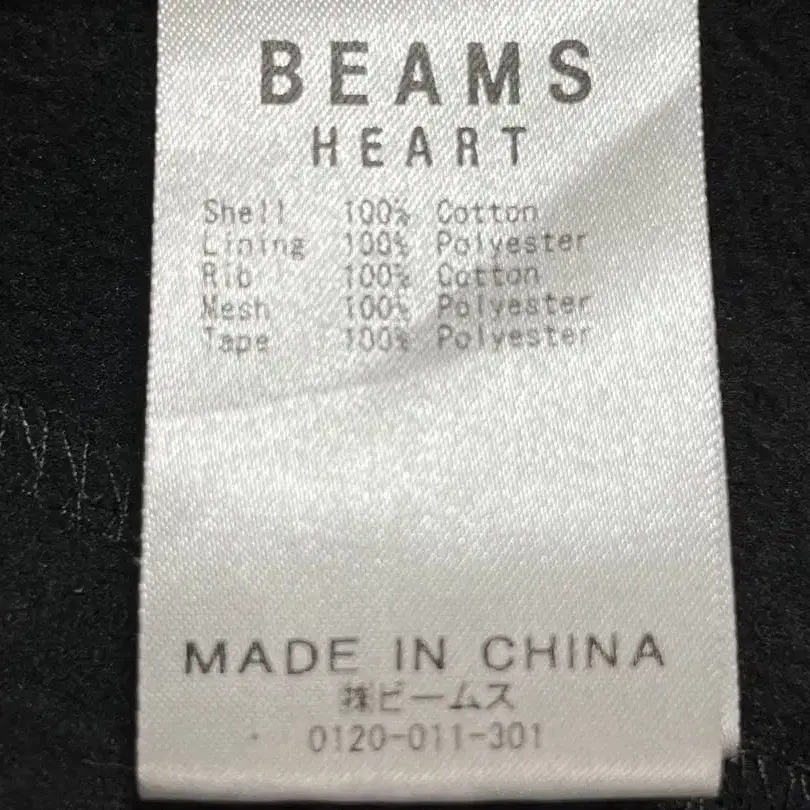 BEAMS
HEART
Shell 100% Cotton
Lining 100% Polyester
Rib 100% Cotton
Mesh 100% Polyester
Tape 100% Polyester
MADE IN CHINA
㈱ビームス
0120-011-301